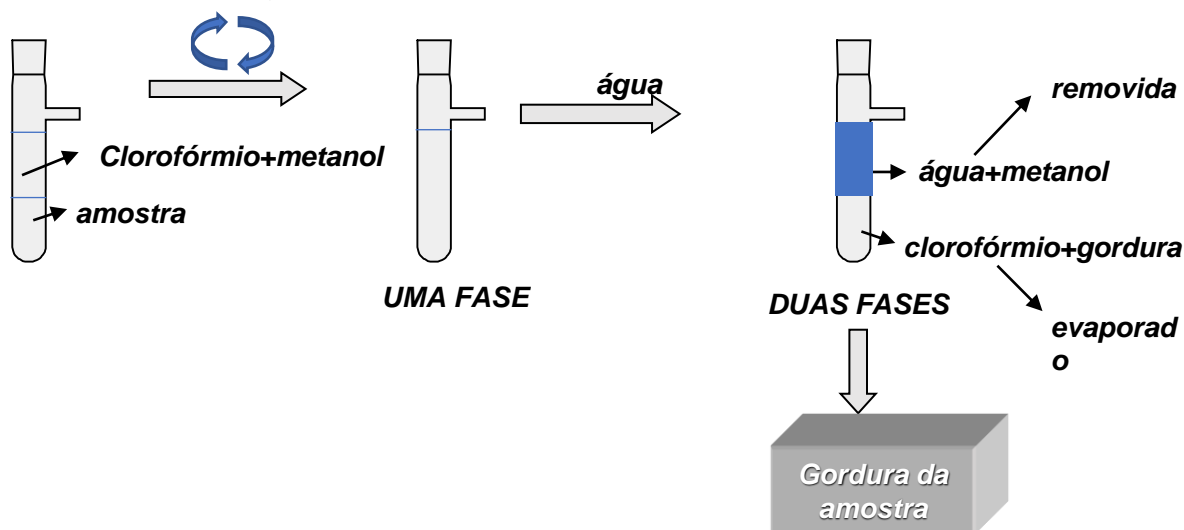 Clorofórmio+metanol
amostra
UMA FASE
água
removida
água+metanol
clorofórmio+gordura
DUAS FASES
evaporad
o
Gordura da
amostra